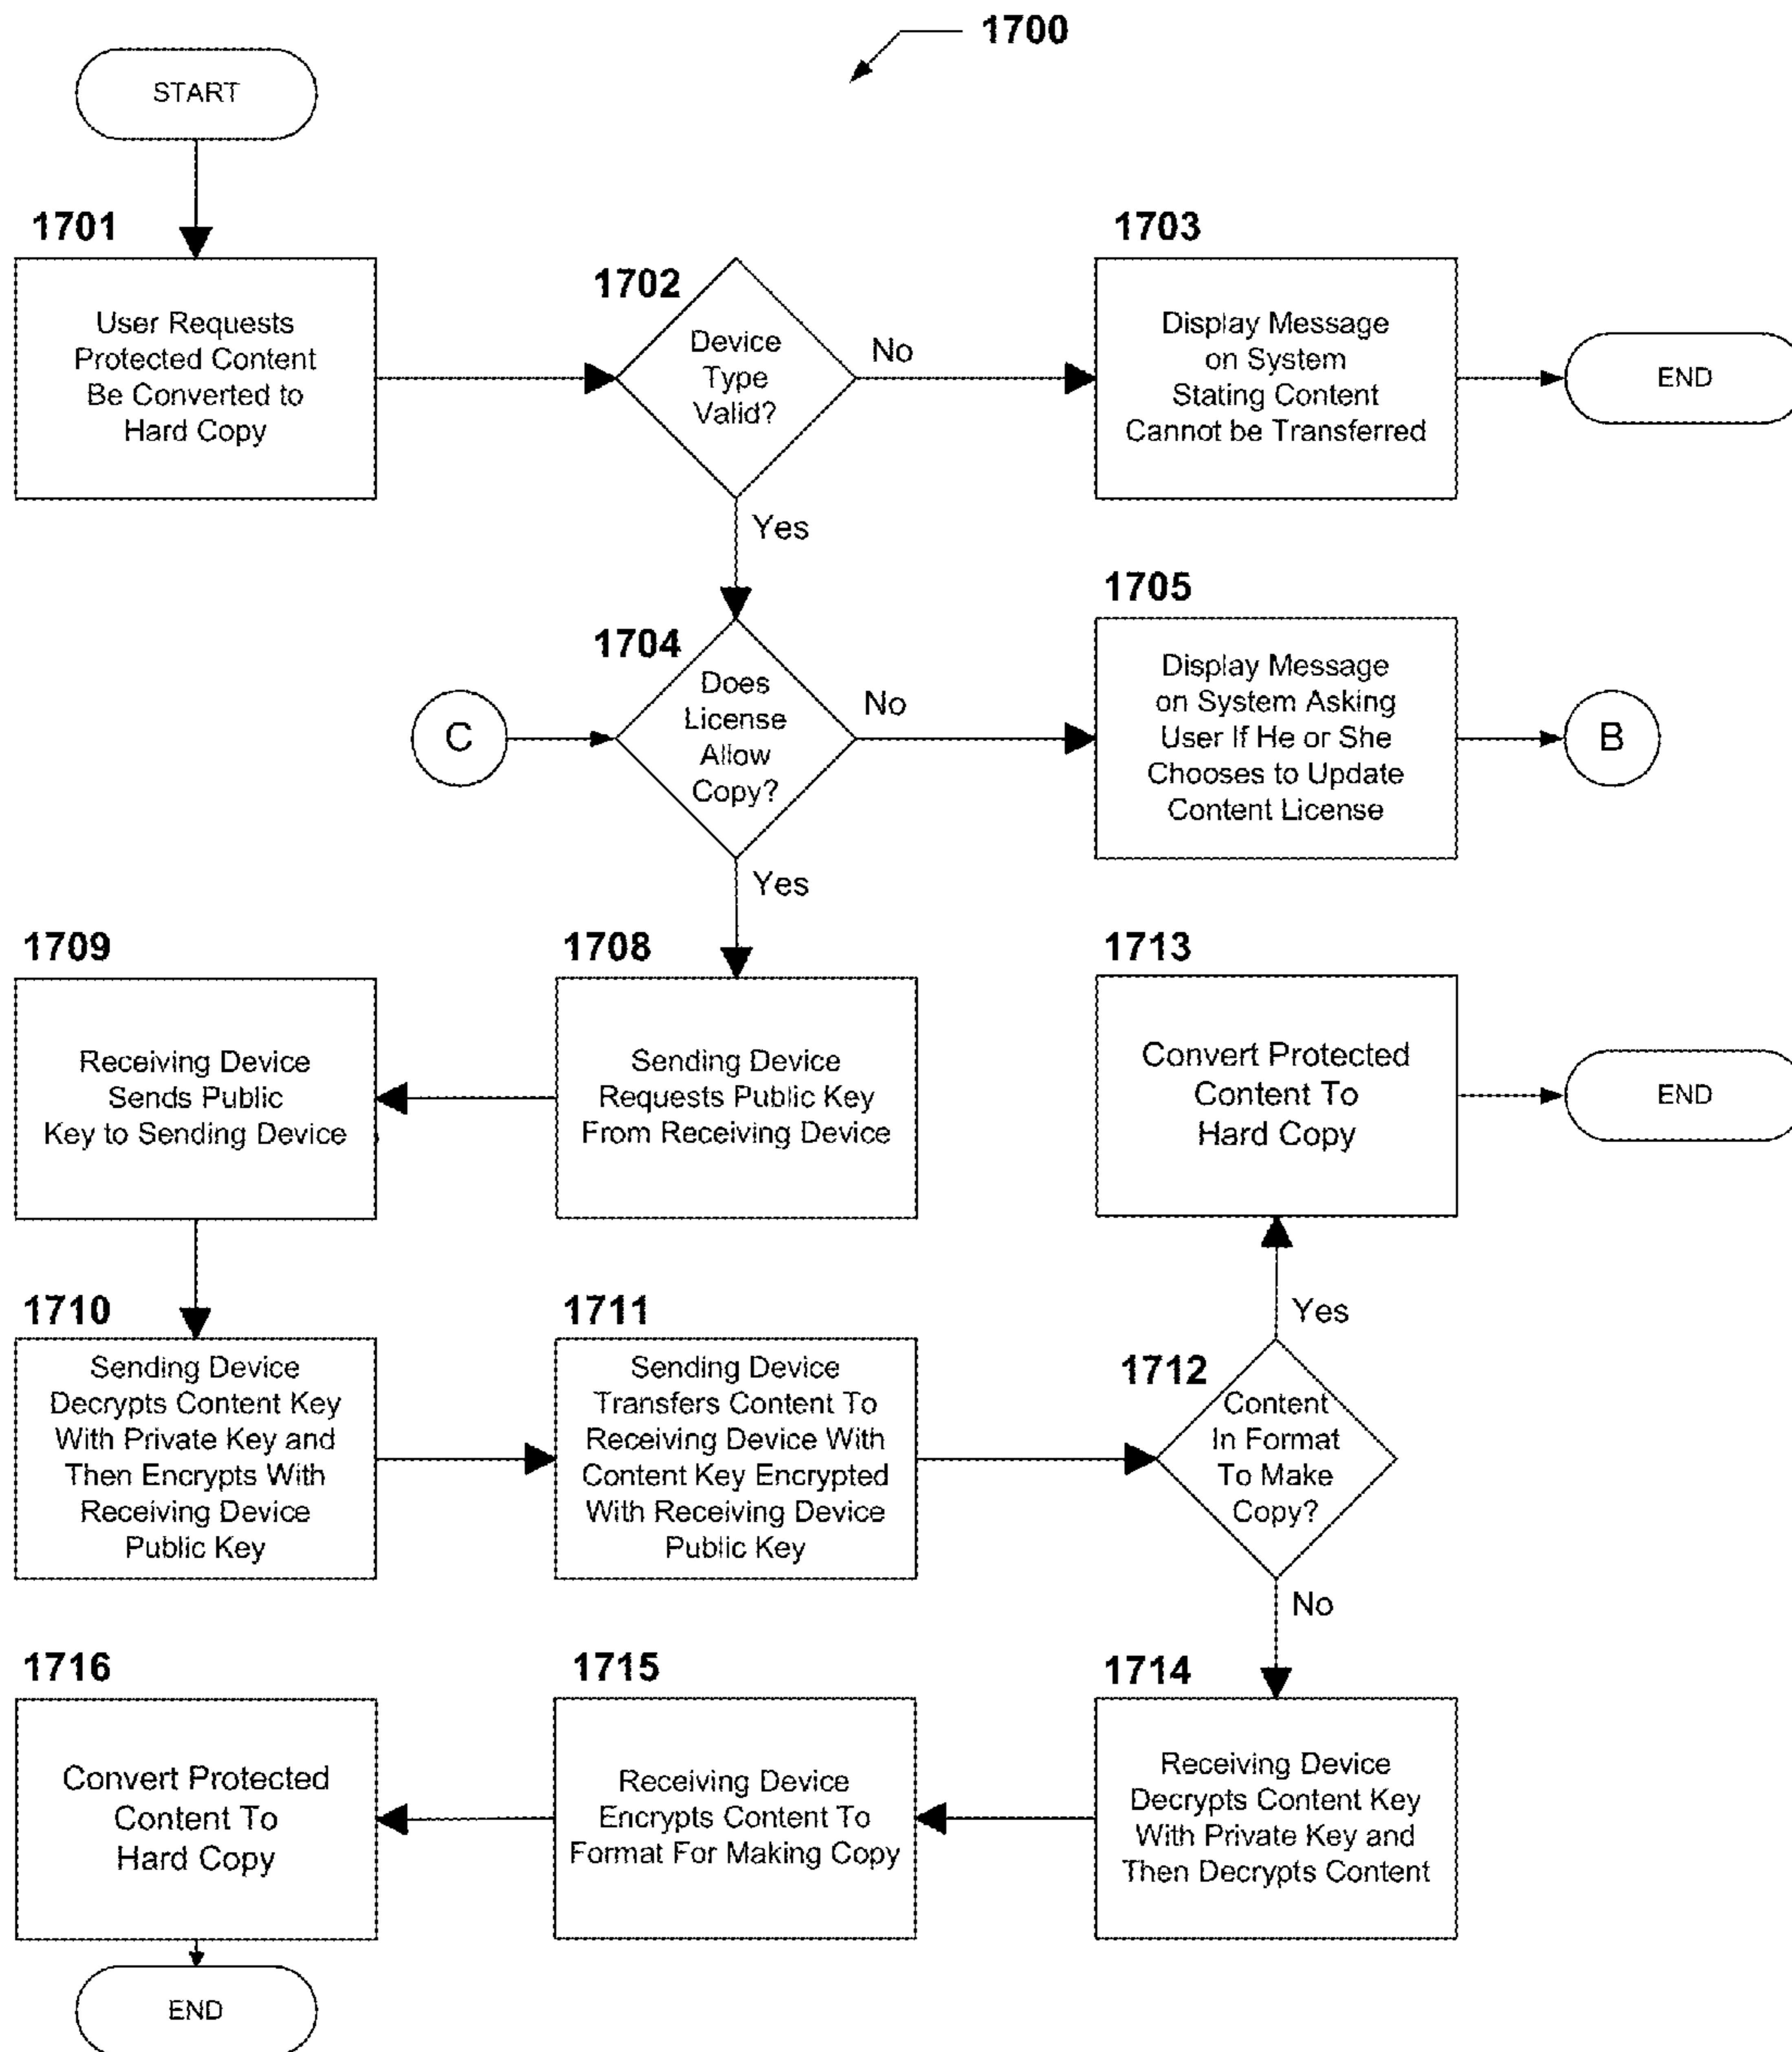 1700
START
1701
User Requests
Protected Content
Be Converted to
Hard Copy
1702
Device
Type
Valid?
No
Yes
1703
Display Message
on System
Stating Content
Cannot be Transferred
END
1704
C
Does
License
Allow
Copy?
No
Yes
1705
Display Message
on System Asking
User If He or She
Chooses to Update
Content License
B
1709
Receiving Device
Sends Public
Key to Sending Device
1708
Sending Device
Requests Public Key
From Receiving Device
1713
Convert Protected
Content To
Hard Copy
END
1710
Sending Device
Decrypts Content Key
With Private Key and
Then Encrypts With
Receiving Device
Public Key
1711
Sending Device
Transfers Content To
Receiving Device With
Content Key Encrypted
With Receiving Device
Public Key
Yes
1712
Content
In Format
To Make
Copy?
No
1716
Convert Protected
Content To
Hard Copy
1715
Receiving Device
Encrypts Content To
Format For Making Copy
1714
Receiving Device
Decrypts Content Key
With Private Key and
Then Decrypts Content
END